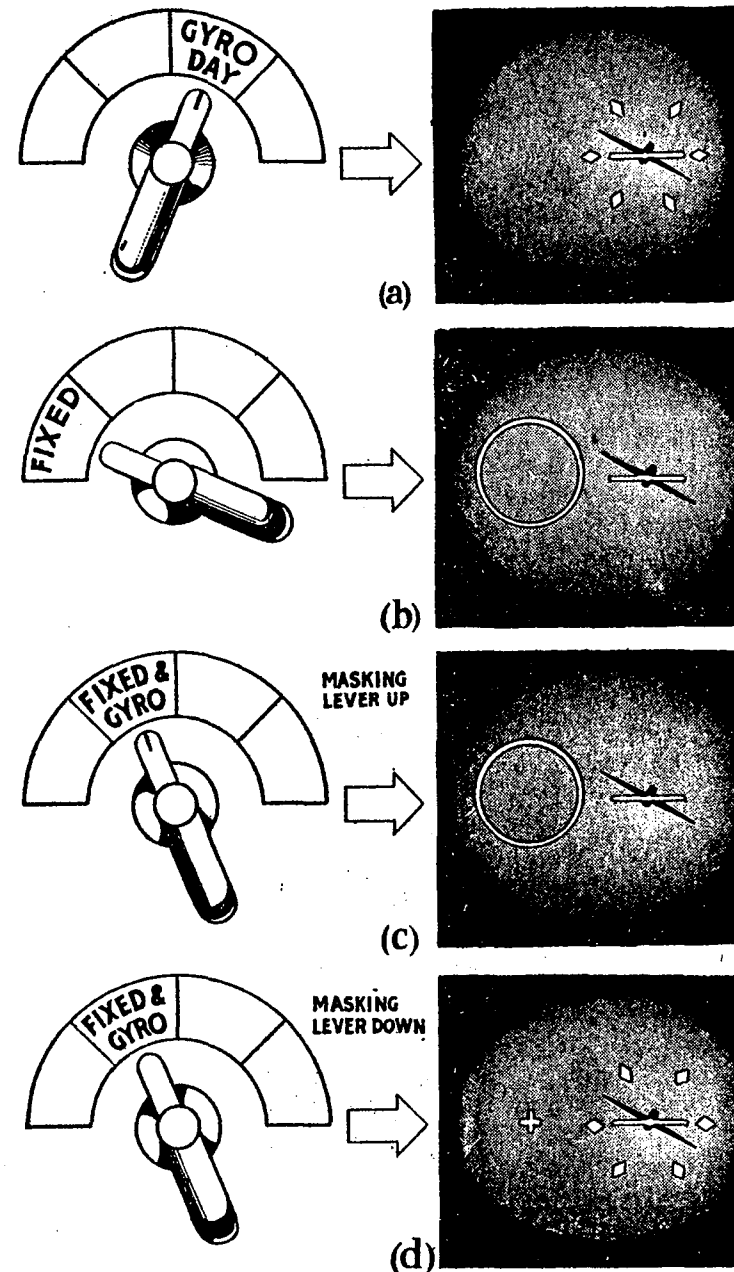 GYRO
DAY
(a)
FIXED
(b)
FIXED &
GYRO
MASKING
LEVER UP
(c)
FIXED &
GYRO
MASKING
LEVER DOWN
(d)